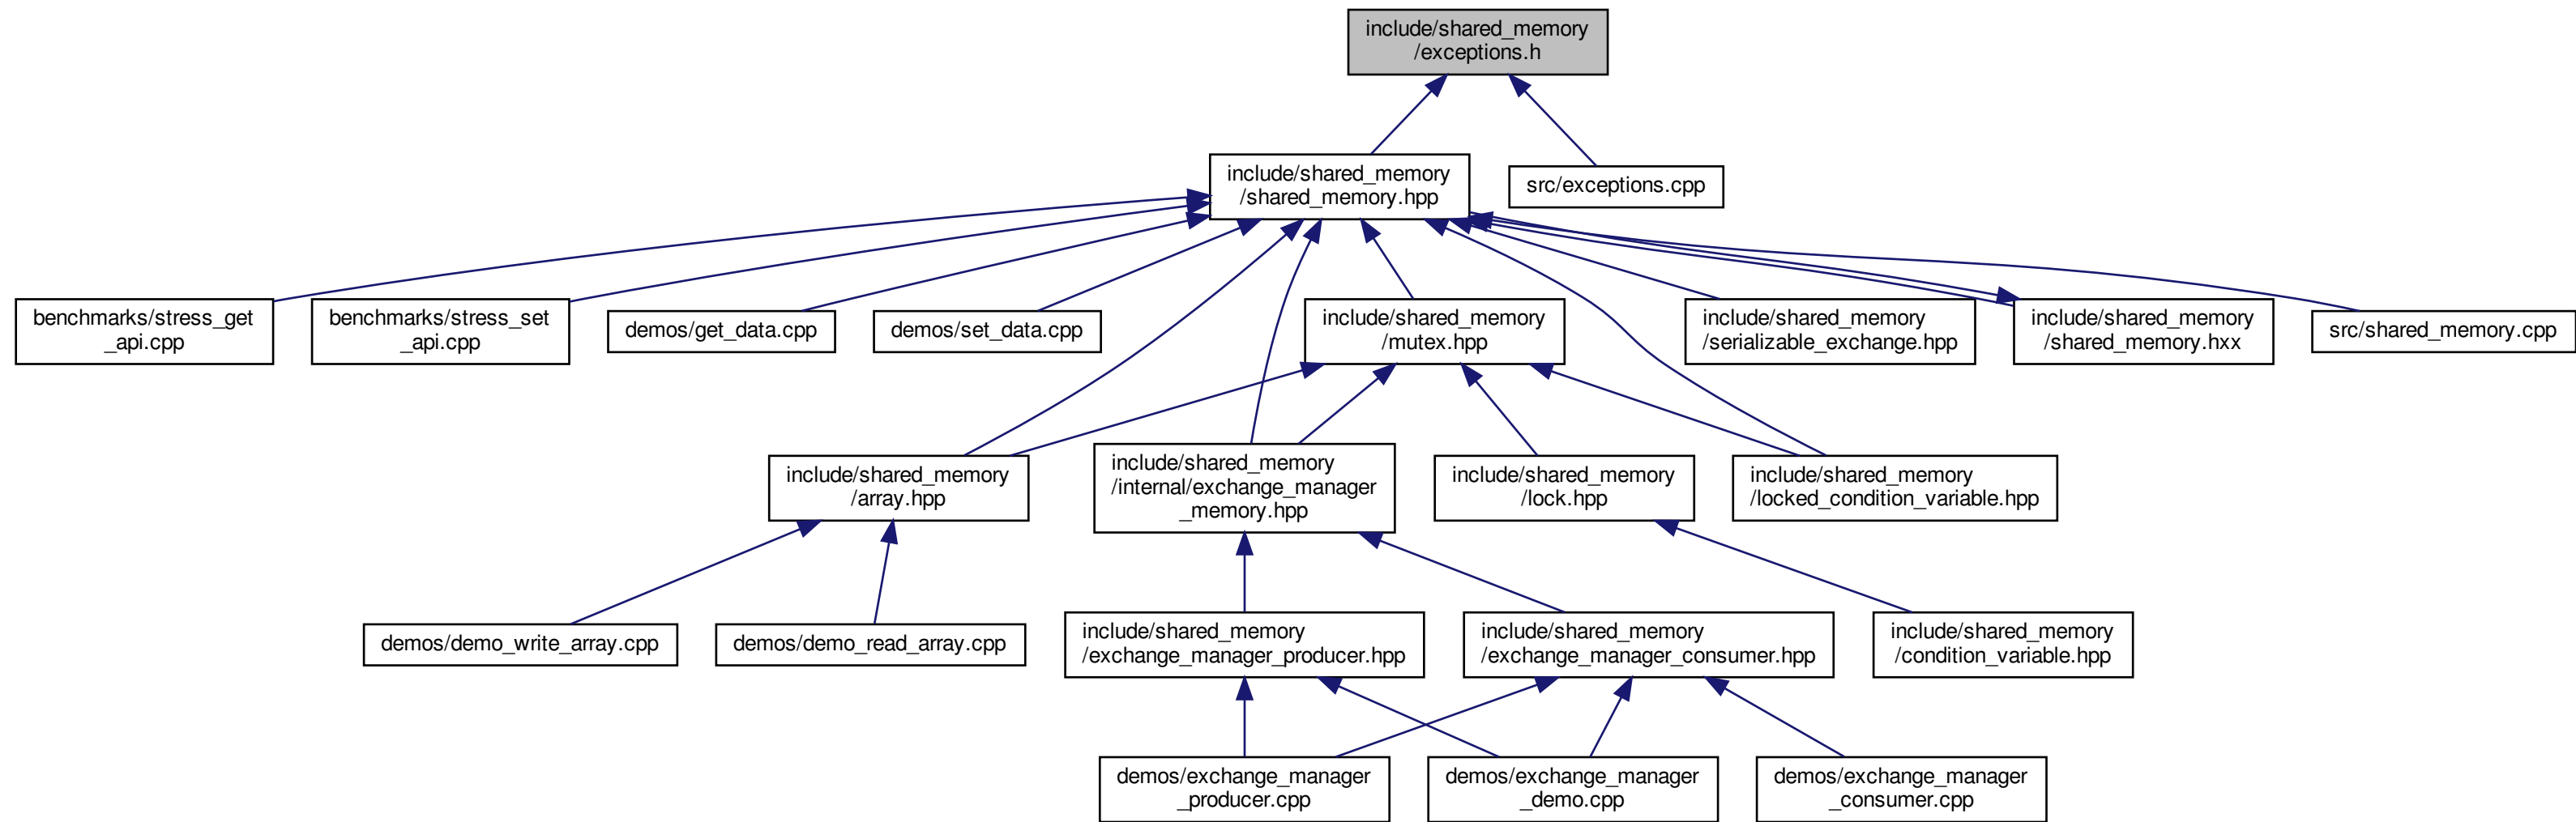 include/shared_memory
/exceptions.h
include/shared_memory
/shared_memory.hpp
src/exceptions.cpp
benchmarks/stress_get
_api.cpp
benchmarks/stress_set
_api.cpp
demos/get_data.cpp
demos/set_data.cpp
include/shared_memory
/mutex.hpp
include/shared_memory
/serializable_exchange.hpp
include/shared_memory
/shared_memory.hxx
src/shared_memory.cpp
include/shared_memory
/array.hpp
include/shared_memory
/internal/exchange_manager
_memory.hpp
include/shared_memory
/lock.hpp
include/shared_memory
/locked_condition_variable.hpp
demos/demo_write_array.cpp
demos/demo_read_array.cpp
include/shared_memory
/exchange_manager_producer.hpp
include/shared_memory
/exchange_manager_consumer.hpp
include/shared_memory
/condition_variable.hpp
demos/exchange_manager
_producer.cpp
demos/exchange_manager
_demo.cpp
demos/exchange_manager
_consumer.cpp